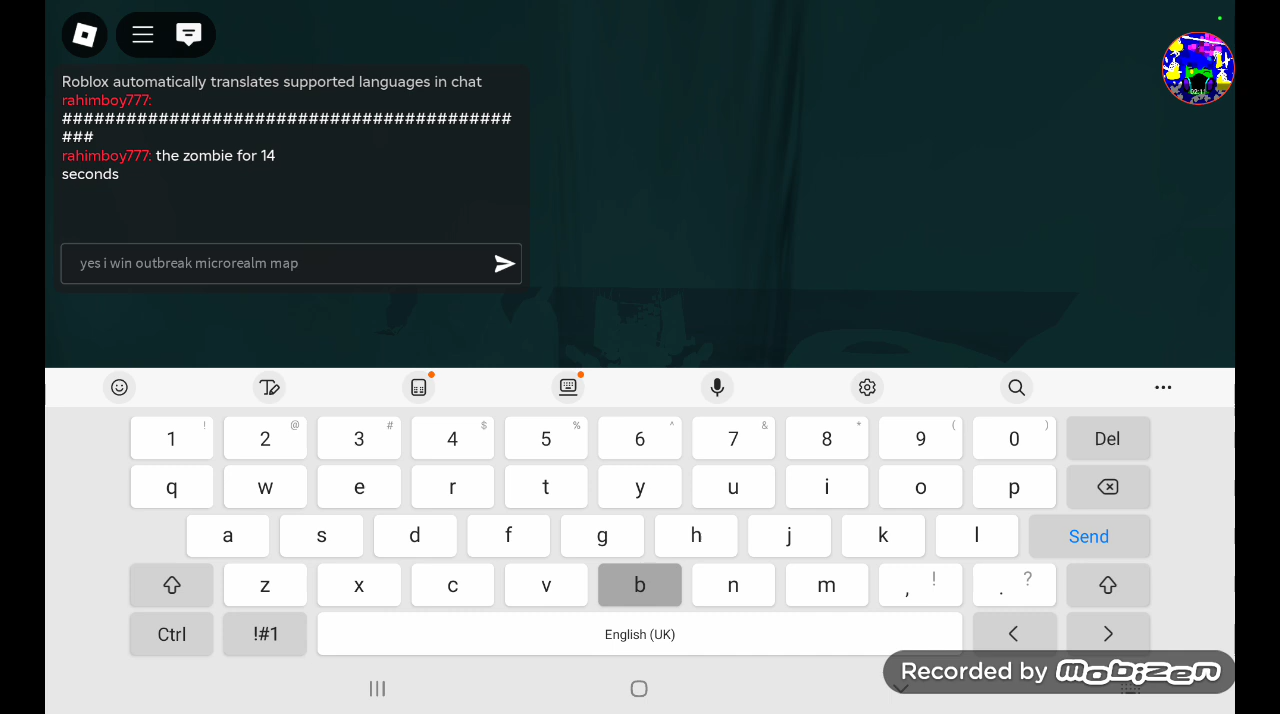 Roblox automatically translates supported languages in chat
rahimboy777:
##########################################
###
rahimboy777: the zombie for 14
seconds
yes i win outbreak microrealm map
02:11
1 ! 2 @ 3 # 4 $ 5 % 6 ^ 7 & 8 * 9 ( 0 ) Del
q w e r t y u i o p
a s d f g h j k l Send
z x c v b n m , ! . ?
Ctrl !#1 English (UK) < >
Recorded by mobizen